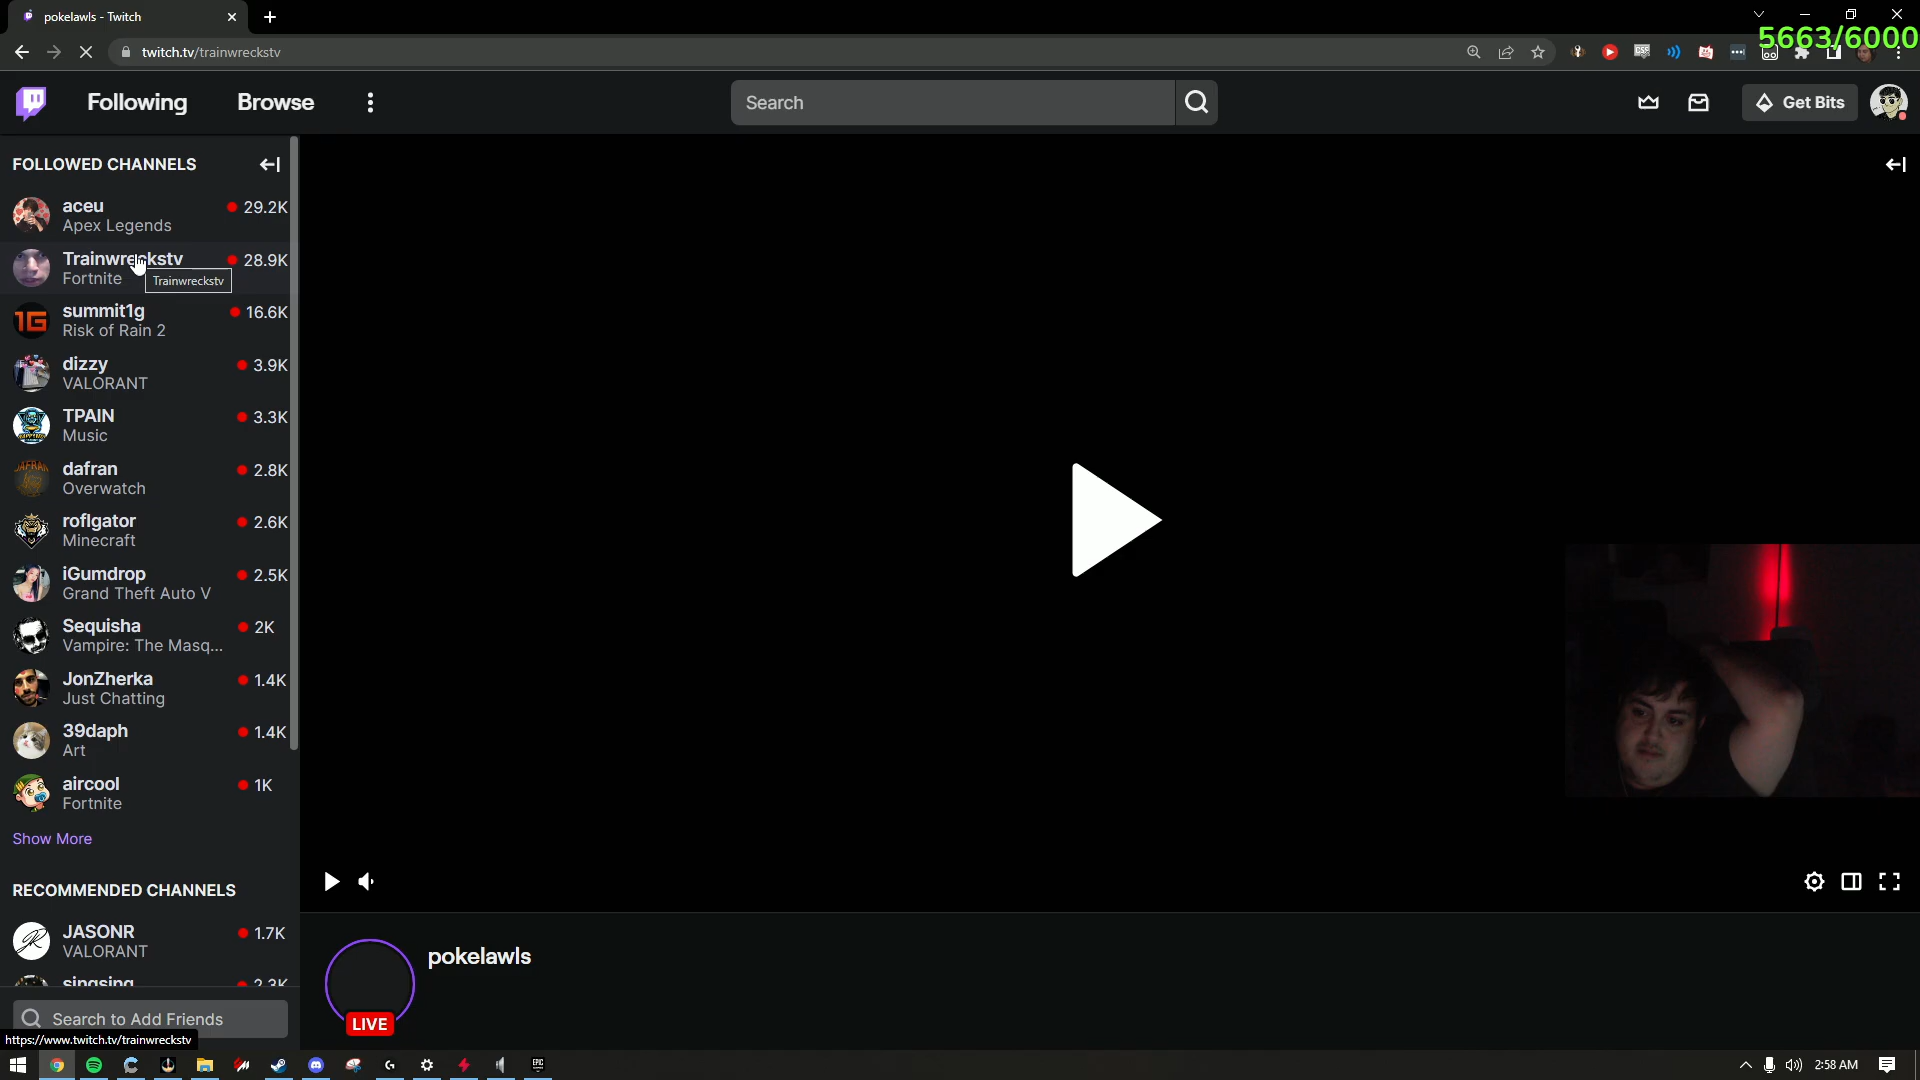 pokelawls - Twitch
5663/6000
twitch.tv/trainwreckstv
Following
Browse
Search
Get Bits
FOLLOWED CHANNELS
aceu
29.2K
Apex Legends
Trainwreckstv
28.9K
Fortnite
Trainwreckstv
summit1g
16.6K
Risk of Rain 2
dizzy
3.9K
VALORANT
TPAIN
3.3K
Music
dafran
2.8K
Overwatch
roflgator
2.6K
Minecraft
iGumdrop
2.5K
Grand Theft Auto V
Sequisha
2K
Vampire: The Masq...
JonZherka
1.4K
Just Chatting
39daph
1.4K
Art
aircool
1K
Fortnite
Show More
RECOMMENDED CHANNELS
JASONR
1.7K
VALORANT
singsing
2.3K
Search to Add Friends
https://www.twitch.tv/trainwreckstv
pokelawls
LIVE
2:58 AM